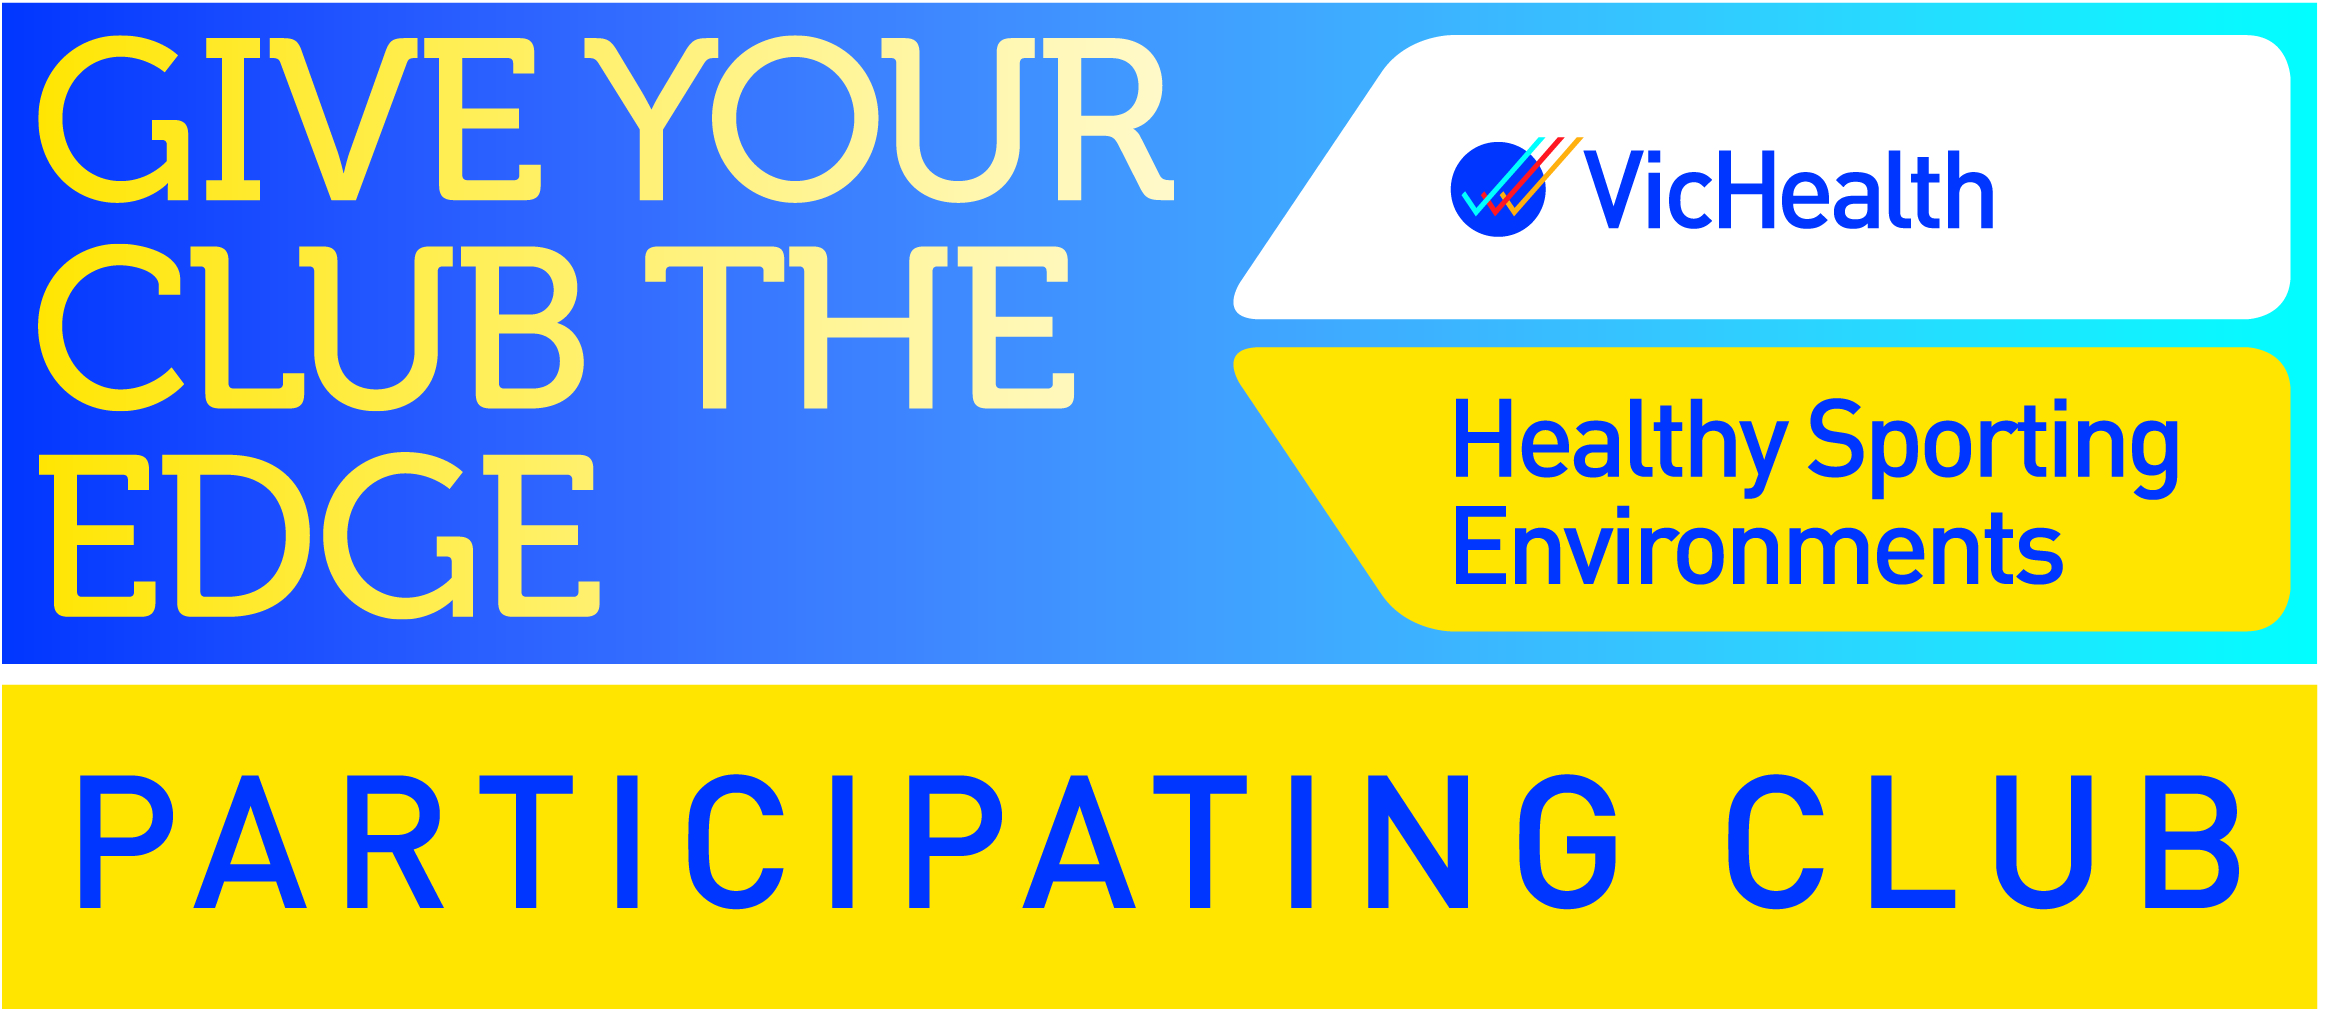 GIVE YOUR
CLUB THE
EDGE
VicHealth
Healthy Sporting
Environments
PARTICIPATING CLUB